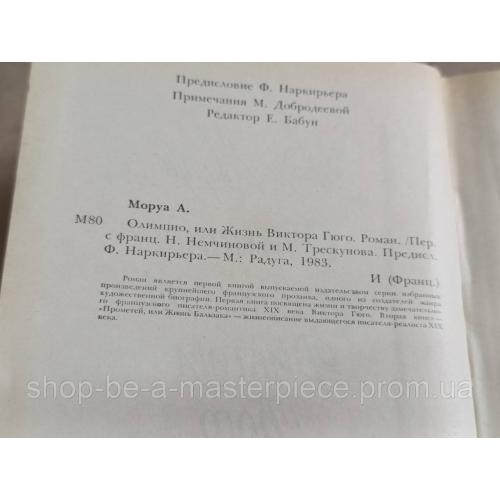 Предисловие Ф. Наркирьера
Примечания М. Добродеевой
Редактор Е. Бабун
Моруа А.
М80 Олимпио, или Жизнь Виктора Гюго. Роман. /Пер.
с франц. Н. Немчиновой и М. Трескунова. Предисл.
Ф. Наркирьера.— М.: Радуга, 1983.
И (Франц.)
Роман является первой книгой выпускаемой издательством серии избранных
произведений крупнейшего французского прозаика, одного из создателей жанра
художественной биографии. Первая книга посвящена жизни и творчеству замечательно-
го французского писателя-романтика XIX века Виктора Гюго. Вторая книга—
«Прометей, или Жизнь Бальзака»— жизнеописание выдающегося писателя-реалиста XIX
века.
shop-be-a-masterpiece.prom.ua